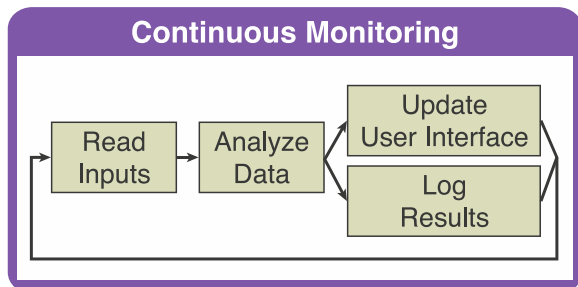 Continuous Monitoring
Read
Inputs
Analyze
Data
Update
User Interface
Log
Results